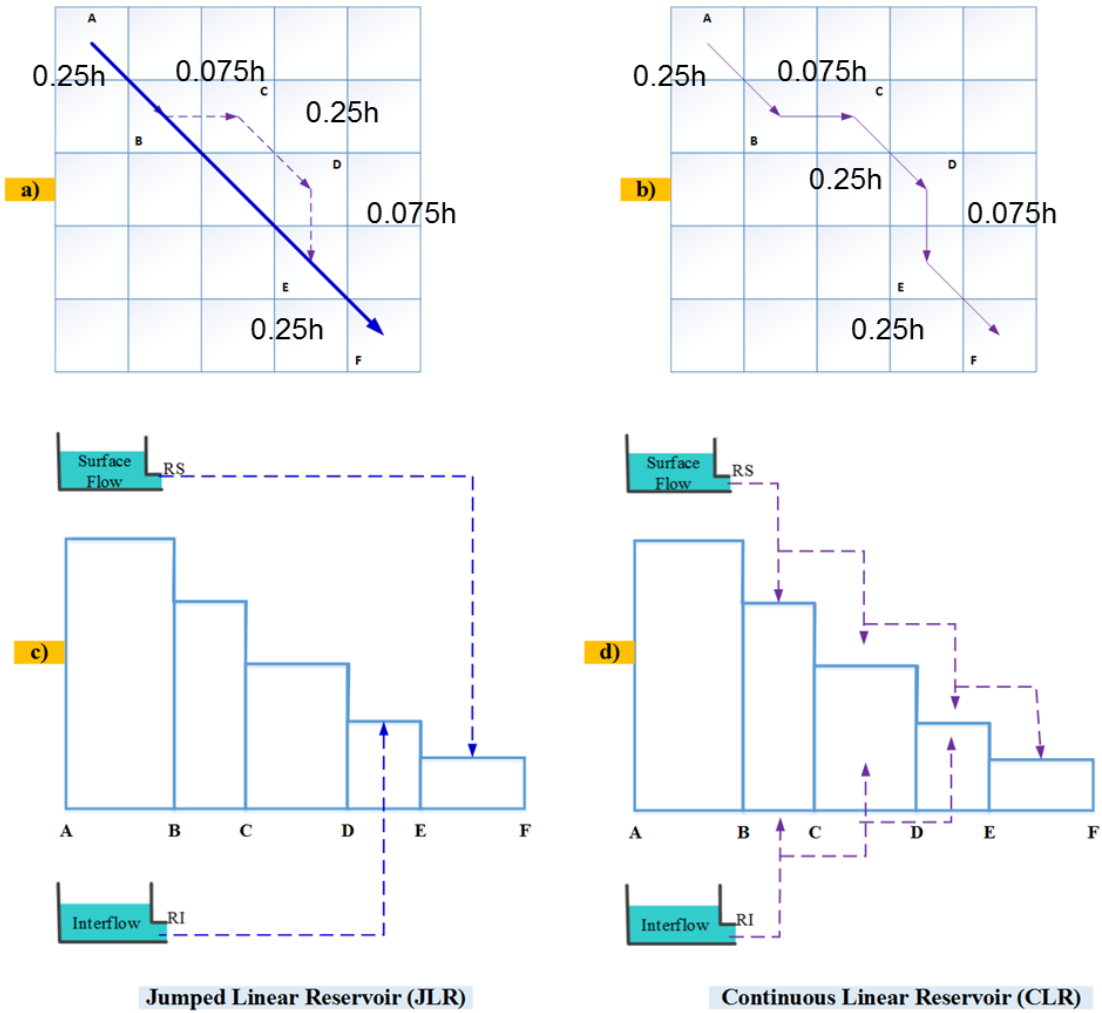 A
0.25h
0.075h
C
0.25h
B
D
a)
0.075h
E
0.25h
F
A
0.25h
0.075h
C
B
D
0.25h
b)
0.075h
E
0.25h
F
Surface
Flow
RS
c)
A B C D E F
Interflow
RI
Jumped Linear Reservoir (JLR)
Surface
Flow
RS
d)
A B C D E F
Interflow
RI
Continuous Linear Reservoir (CLR)